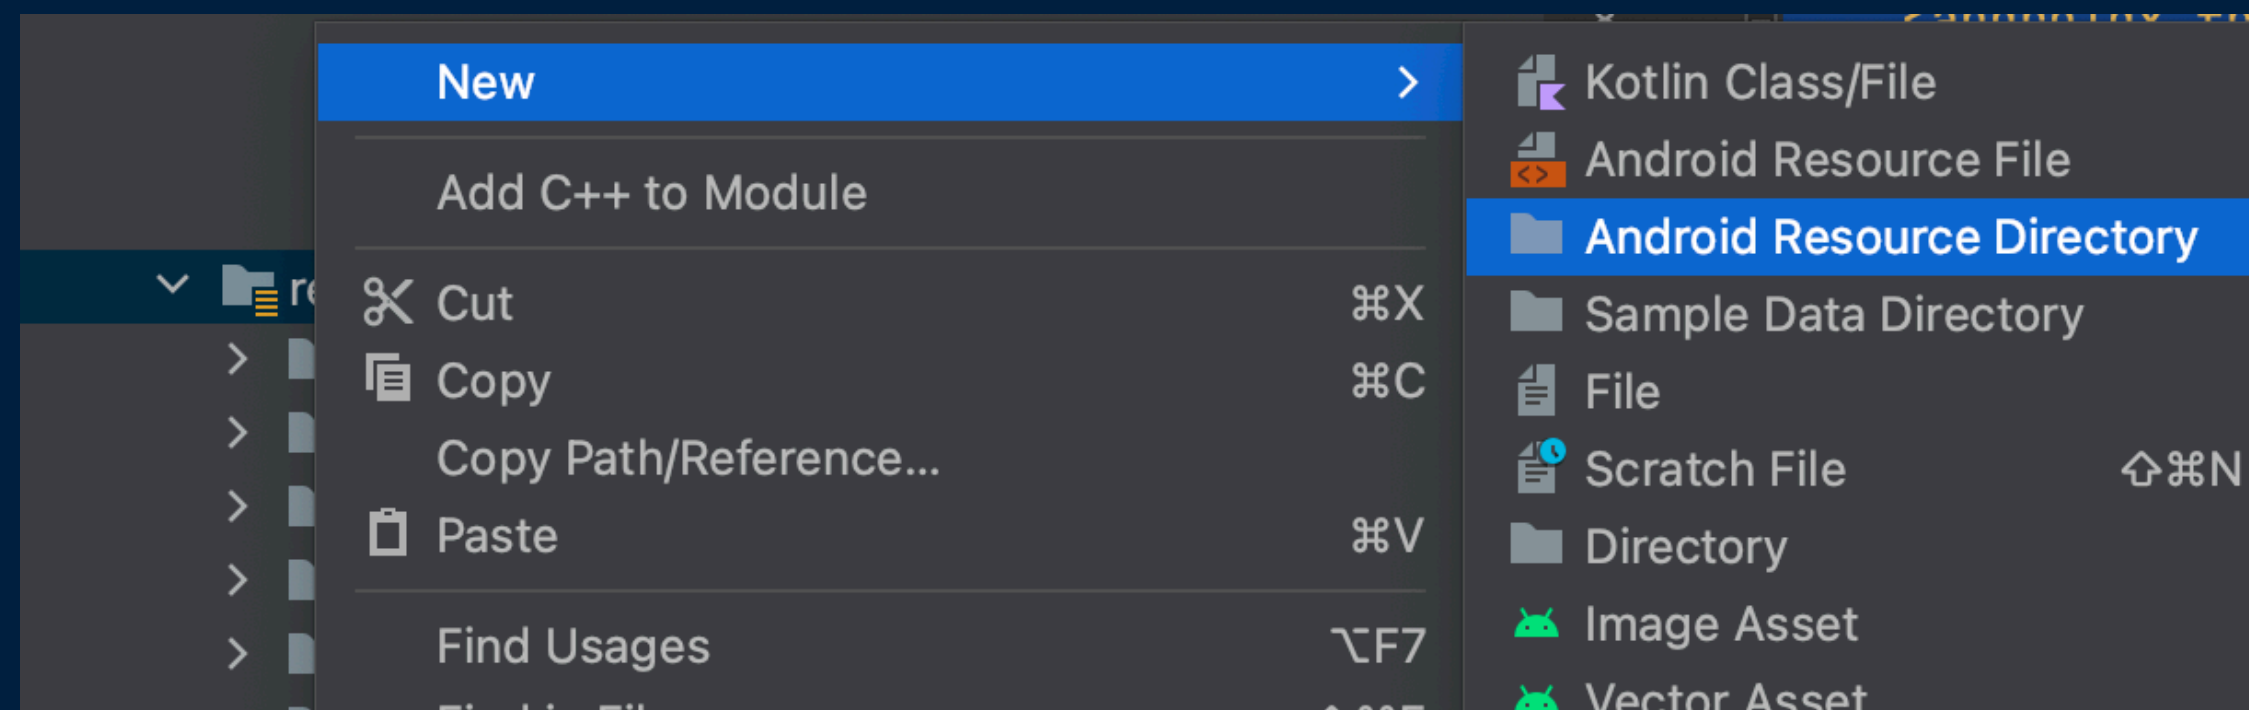 New
Add C++ to Module
Cut ⌘X
Copy ⌘C
Copy Path/Reference...
Paste ⌘V
Find Usages ⌥F7
Kotlin Class/File
Android Resource File
Android Resource Directory
Sample Data Directory
File
Scratch File ⇧⌘N
Directory
Image Asset
Vector Asset